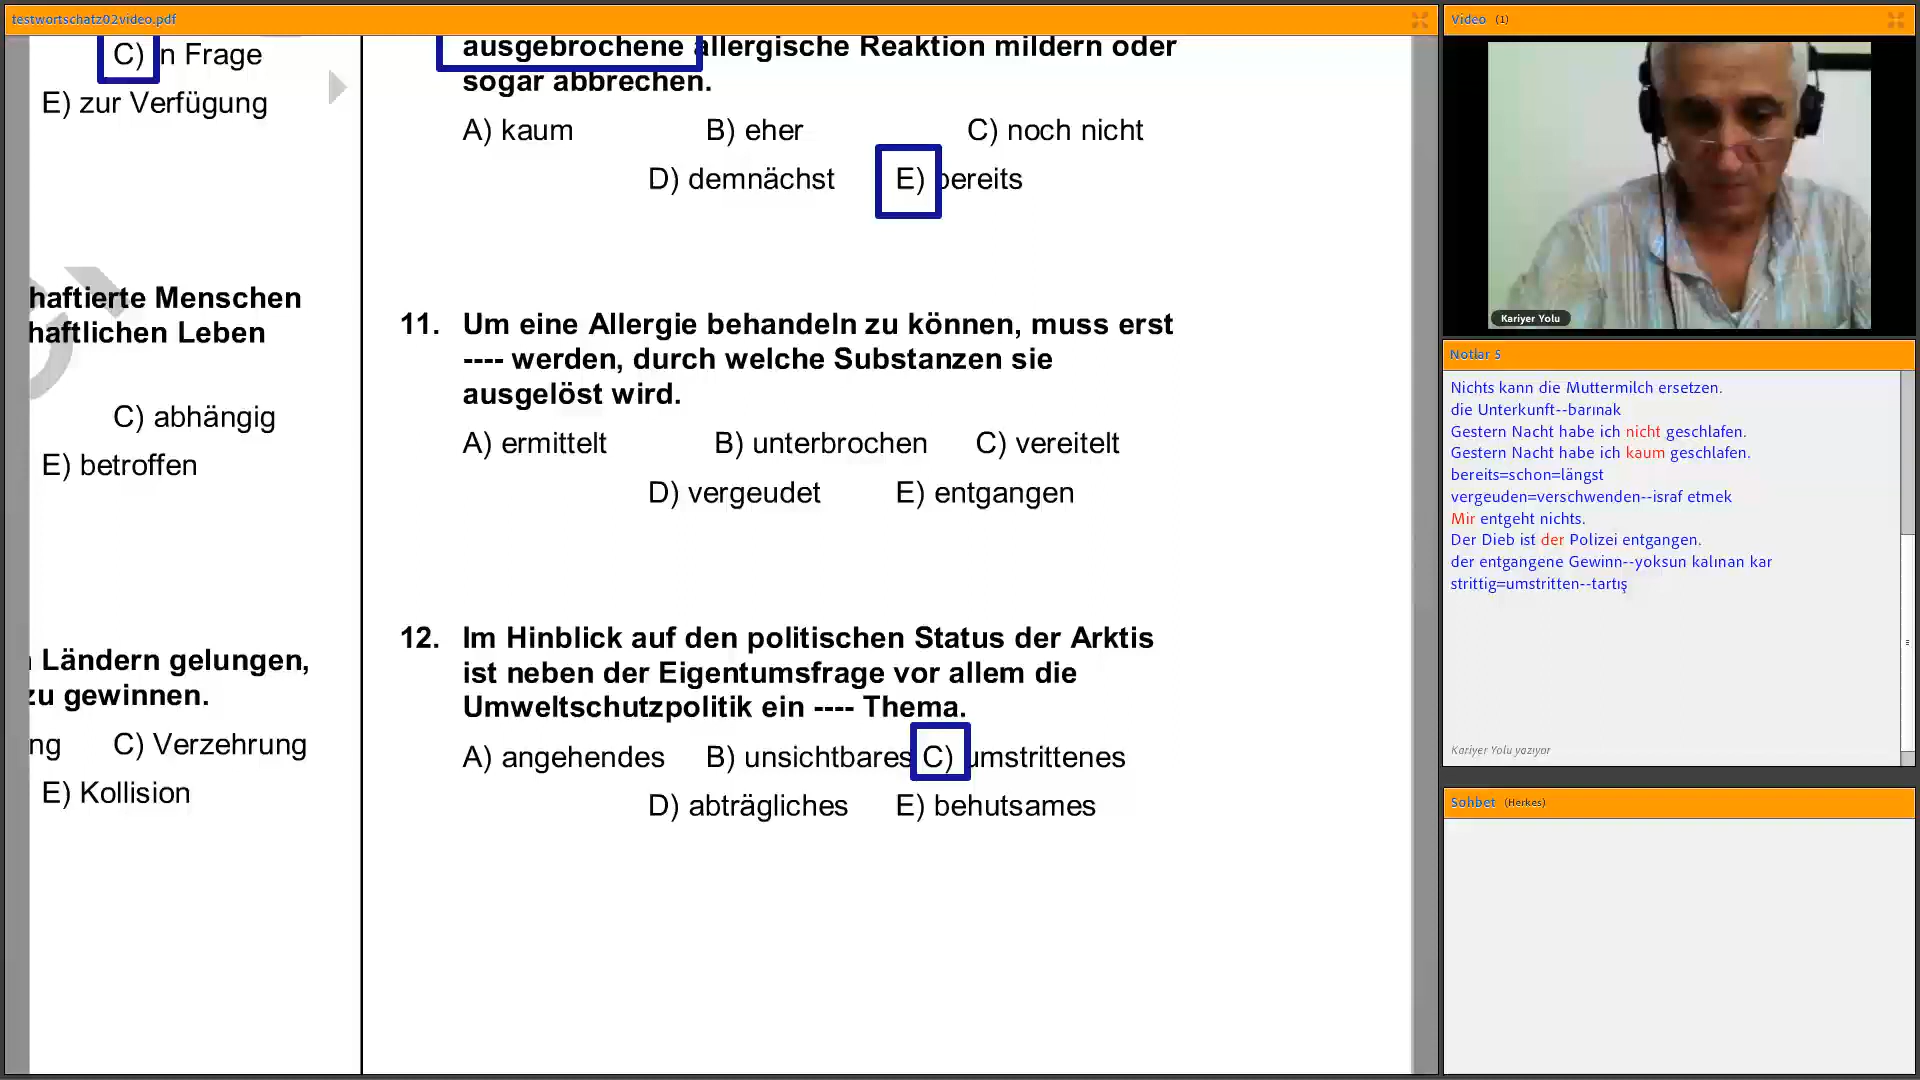 testwortschatz02video.pdf
C) in Frage
E) zur Verfügung
haftierte Menschen
haftlichen Leben
C) abhängig
E) betroffen
Ländern gelungen,
zu gewinnen.
ng C) Verzehrung
E) Kollision
ausgebrochene allergische Reaktion mildern oder
sogar abbrechen.
A) kaum B) eher C) noch nicht
D) demnächst E) bereits
11. Um eine Allergie behandeln zu können, muss erst
---- werden, durch welche Substanzen sie
ausgelöst wird.
A) ermittelt B) unterbrochen C) vereitelt
D) vergeudet E) entgangen
12. Im Hinblick auf den politischen Status der Arktis
ist neben der Eigentumsfrage vor allem die
Umweltschutzpolitik ein ---- Thema.
A) angehendes B) unsichtbares C) umstrittenes
D) abträgliches E) behutsames
Video (1)
Kariyer Yolu
Notlar 5
Nichts kann die Muttermilch ersetzen.
die Unterkunft--barınak
Gestern Nacht habe ich nicht geschlafen.
Gestern Nacht habe ich kaum geschlafen.
bereits=schon=längst
vergeuden=verschwenden--israf etmek
Mir entgeht nichts.
Der Dieb ist der Polizei entgangen.
der entgangene Gewinn--yoksun kalınan kar
strittig=umstritten--tartış
Kariyer Yolu yazıyor
Sohbet (Herkes)